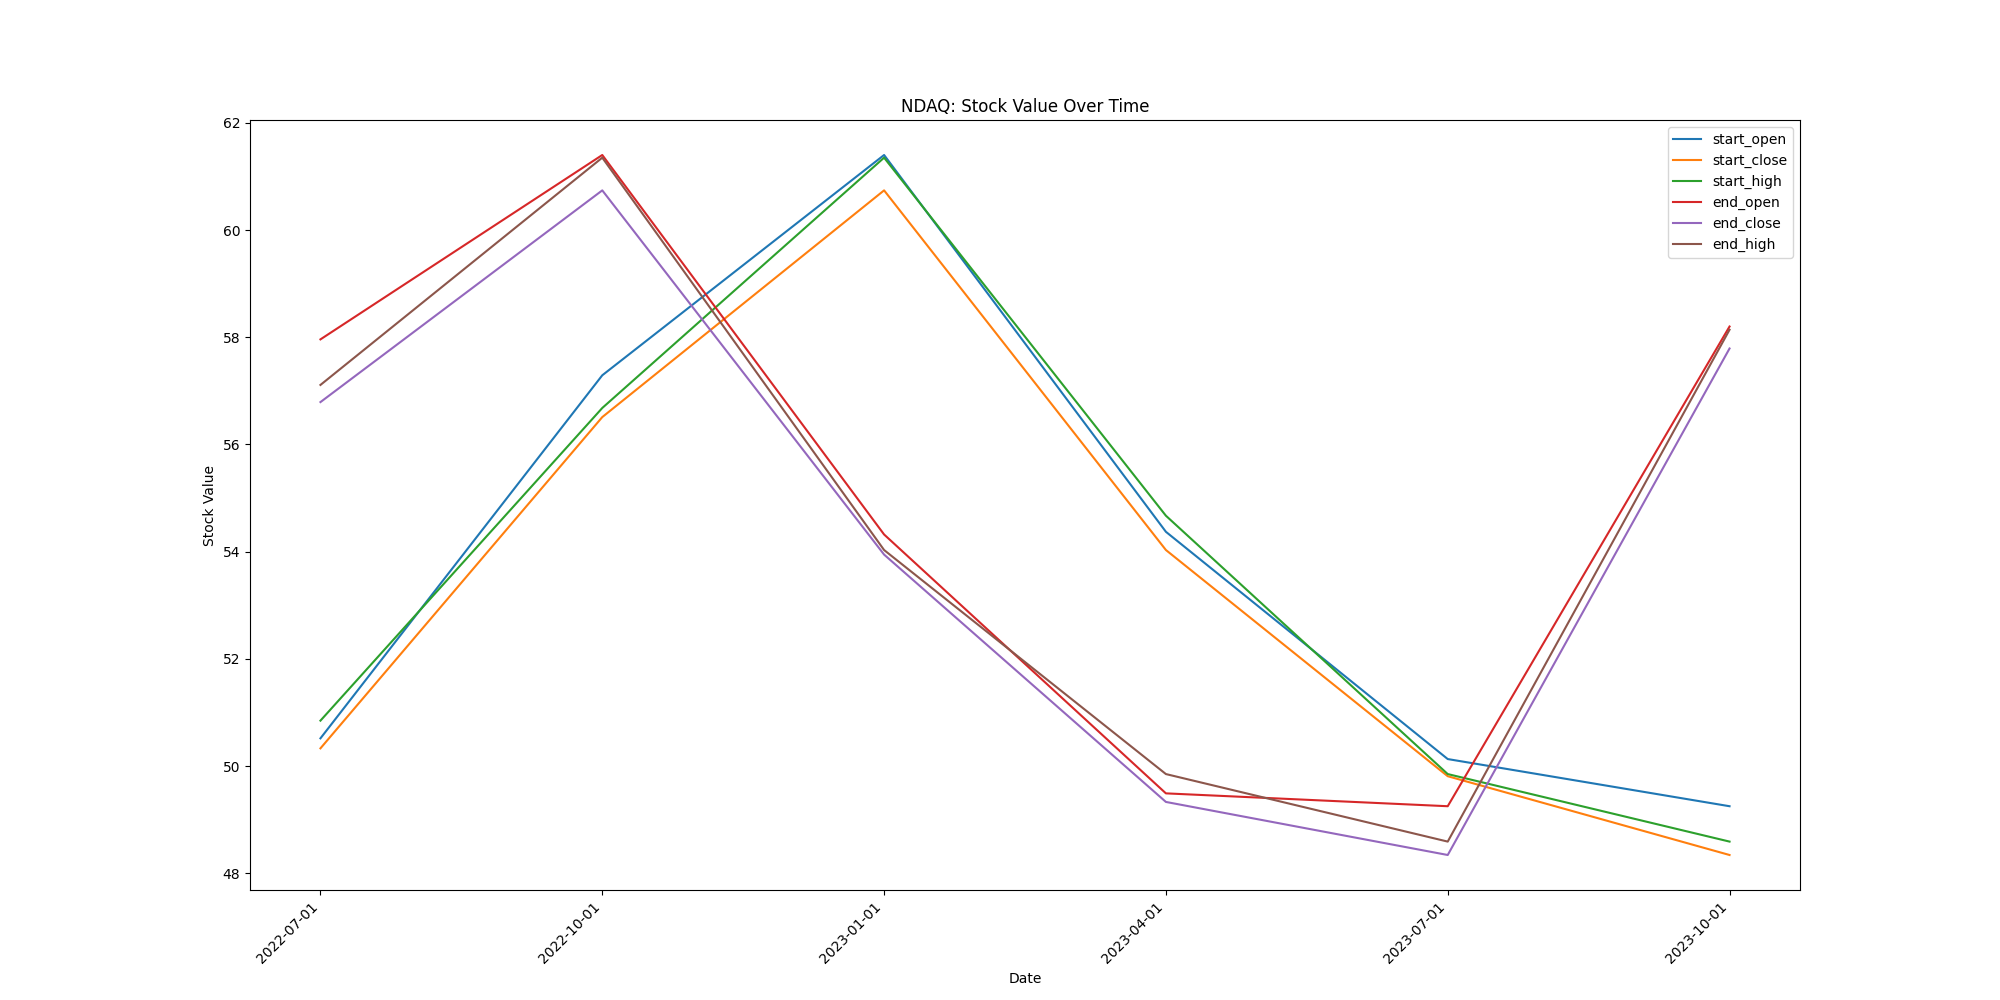 NDAQ: Stock Value Over Time
62
60
58
56
54
52
50
48
Stock Value
start_open
start_close
start_high
end_open
end_close
end_high
2022-07-01
2022-10-01
2023-01-01
2023-04-01
2023-07-01
2023-10-01
Date